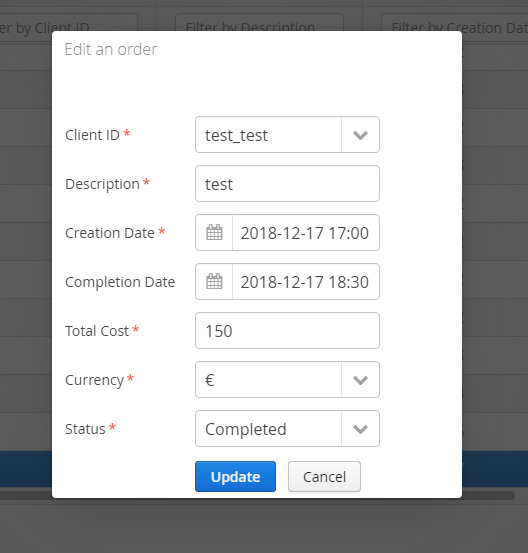 er by Client ID Filter by Description Filter by Creation Dat
Edit an order
Client ID * test_test
Description * test
Creation Date * 2018-12-17 17:00
Completion Date 2018-12-17 18:30
Total Cost * 150
Currency * €
Status * Completed
Update Cancel